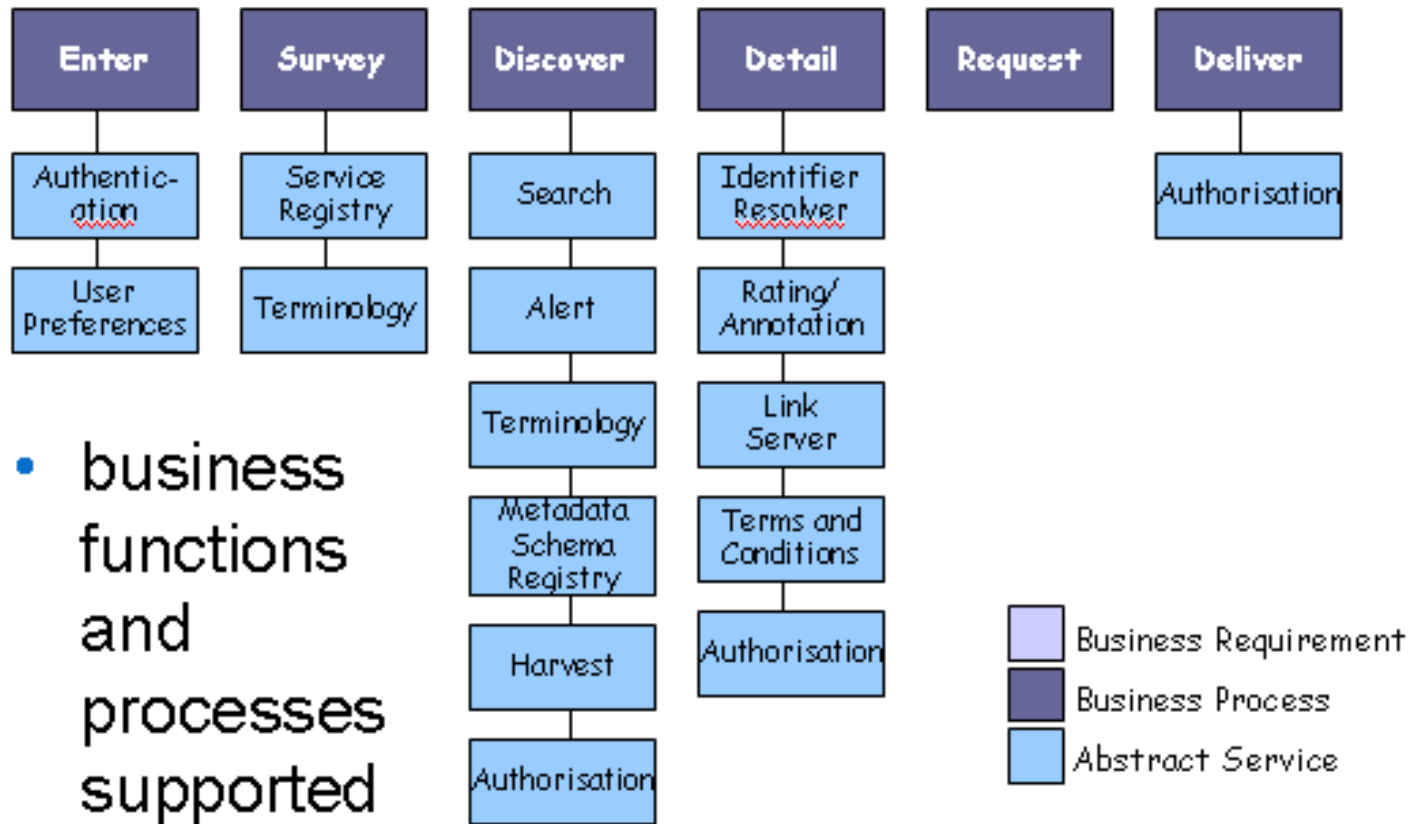 Enter
Survey
Discover
Detail
Request
Deliver
Authentic-
ation
User
Preferences
Service
Registry
Terminology
Search
Alert
Terminology
Metadata
Schema
Registry
Harvest
Authorisation
Identifier
Resolver
Rating/
Annotation
Link
Server
Terms and
Conditions
Authorisation
Authorisation
• business
functions
and
processes
supported
Business Requirement
Business Process
Abstract Service